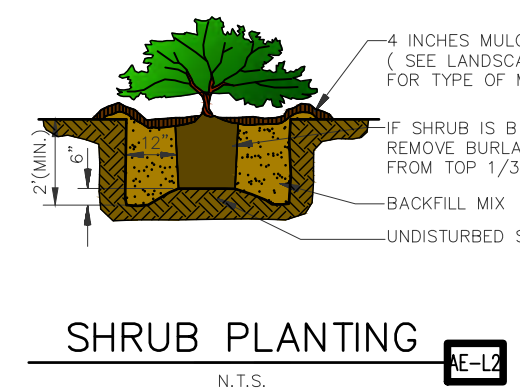 4 INCHES MULC
( SEE LANDSCA
FOR TYPE OF M
IF SHRUB IS B
REMOVE BURLA
FROM TOP 1/3
BACKFILL MIX
UNDISTURBED S
12"
6"
2'(MIN.)
SHRUB PLANTING
AE-L2
N.T.S.